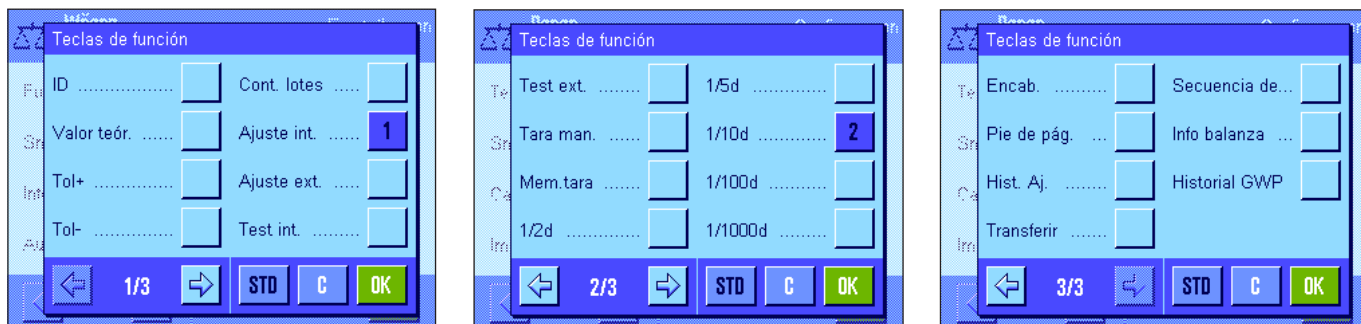 Teclas de función
ID ................. Cont. lotes .....
Valor teór. ...... Ajuste int. ...... 1
Tol+ ............... Ajuste ext. .....
Tol- ................ Test int. .........
1/3 STD C OK
Teclas de función
Test ext. ........ 1/5d ...............
Tara man. ...... 1/10d ............. 2
Mem.tara ....... 1/100d ...........
1/2d .............. 1/1000d .........
2/3 STD C OK
Teclas de función
Encab. .......... Secuencia de...
Pie de pág. ... Info balanza ...
Hist. Aj. ........ Historial GWP
Transferir ......
3/3 STD C OK